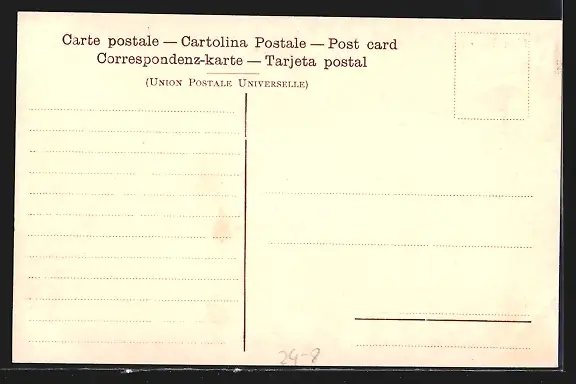 Carte postale — Cartolina Postale — Post card
Correspondenz-karte — Tarjeta postal
(Union Postale Universelle)
24-8